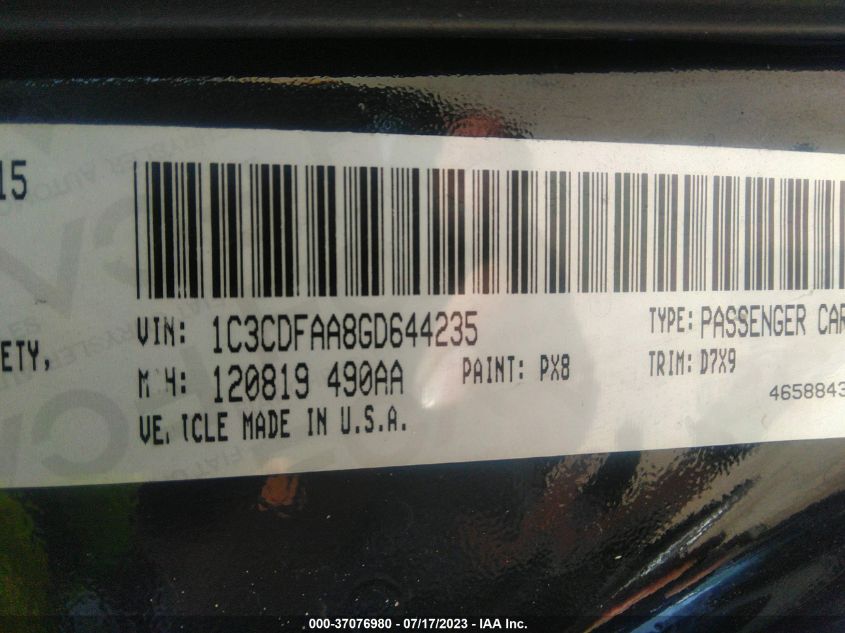 15
VIN: 1C3CDFAA8GD644235
TYPE: PASSENGER CAR
ETY,
M H: 120819 490AA
PAINT: PX8
TRIM: D7X9
VE ICLE MADE IN U.S.A.
4658843
000-37076980 - 07/17/2023 - IAA Inc.